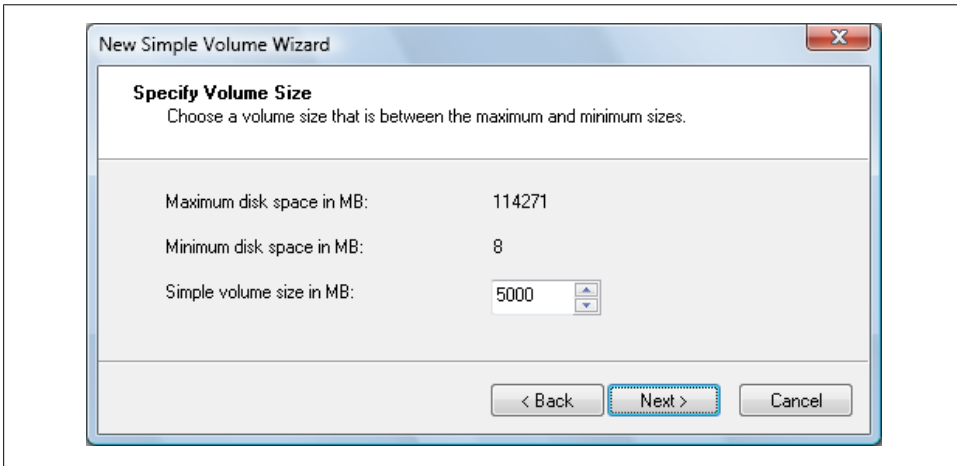 New Simple Volume Wizard
Specify Volume Size
Choose a volume size that is between the maximum and minimum sizes.
Maximum disk space in MB: 114271
Minimum disk space in MB: 8
Simple volume size in MB: 5000
< Back Next > Cancel